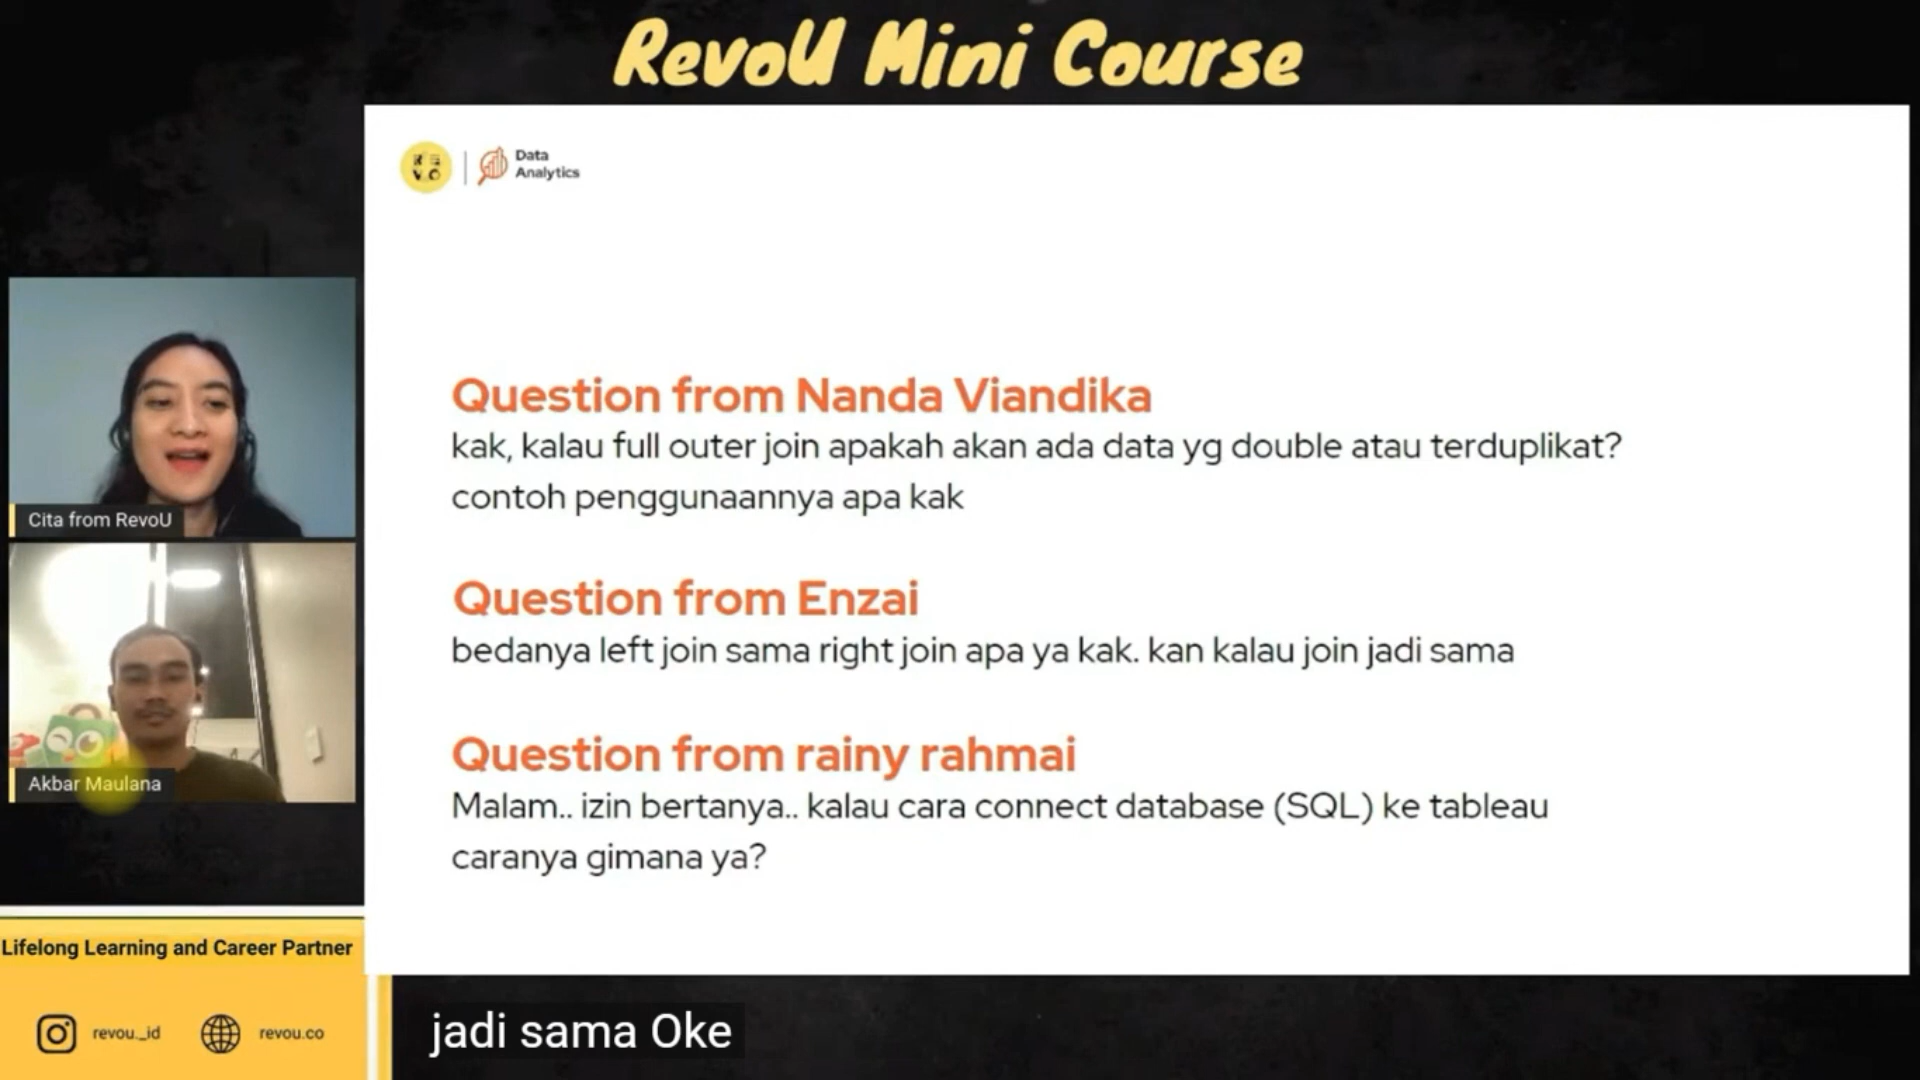 RevoU Mini Course
RE
VO
Data
Analytics
Question from Nanda Viandika
kak, kalau full outer join apakah akan ada data yg double atau terduplikat?
contoh penggunaannya apa kak
Question from Enzai
bedanya left join sama right join apa ya kak. kan kalau join jadi sama
Question from rainy rahmai
Malam.. izin bertanya.. kalau cara connect database (SQL) ke tableau
caranya gimana ya?
Cita from RevoU
Akbar Maulana
Lifelong Learning and Career Partner
revou_id
revou.co
jadi sama Oke